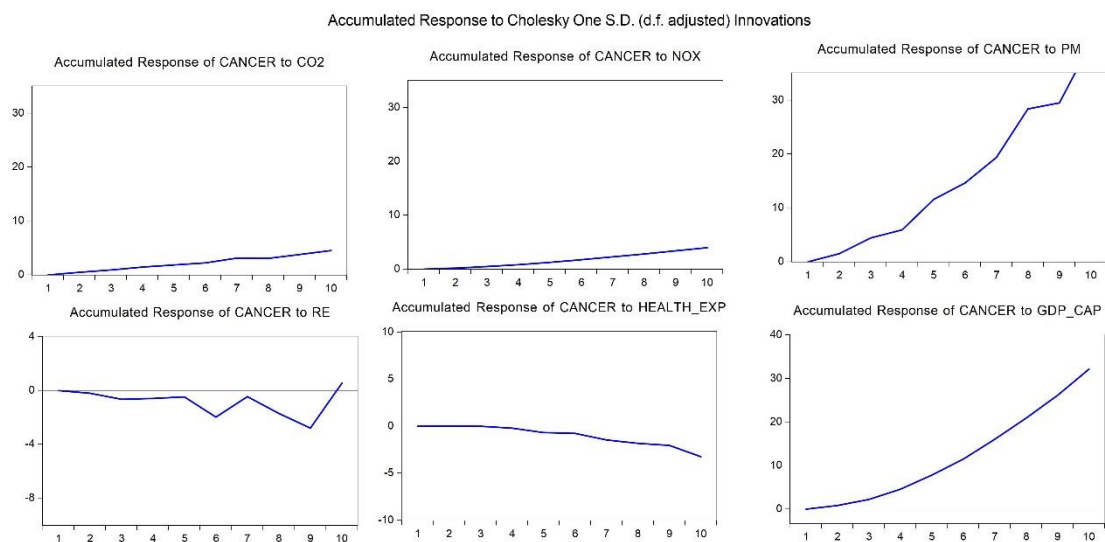 Accumulated Response to Cholesky One S.D. (d.f. adjusted) Innovations
Accumulated Response of CANCER to CO2
30
20
10
0
1 2 3 4 5 6 7 8 9 10
Accumulated Response of CANCER to NOX
30
20
10
0
1 2 3 4 5 6 7 8 9 10
Accumulated Response of CANCER to PM
30
20
10
0
1 2 3 4 5 6 7 8 9 10
Accumulated Response of CANCER to RE
4
0
-4
-8
1 2 3 4 5 6 7 8 9 10
Accumulated Response of CANCER to HEALTH_EXP
10
5
0
-5
-10
1 2 3 4 5 6 7 8 9 10
Accumulated Response of CANCER to GDP_CAP
40
30
20
10
0
1 2 3 4 5 6 7 8 9 10